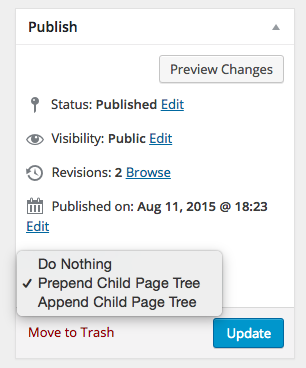 Publish
Preview Changes
Status: Published Edit
Visibility: Public Edit
Revisions: 2 Browse
Published on: Aug 11, 2015 @ 18:23
Edit
Do Nothing
✓ Prepend Child Page Tree
Append Child Page Tree
Move to Trash
Update